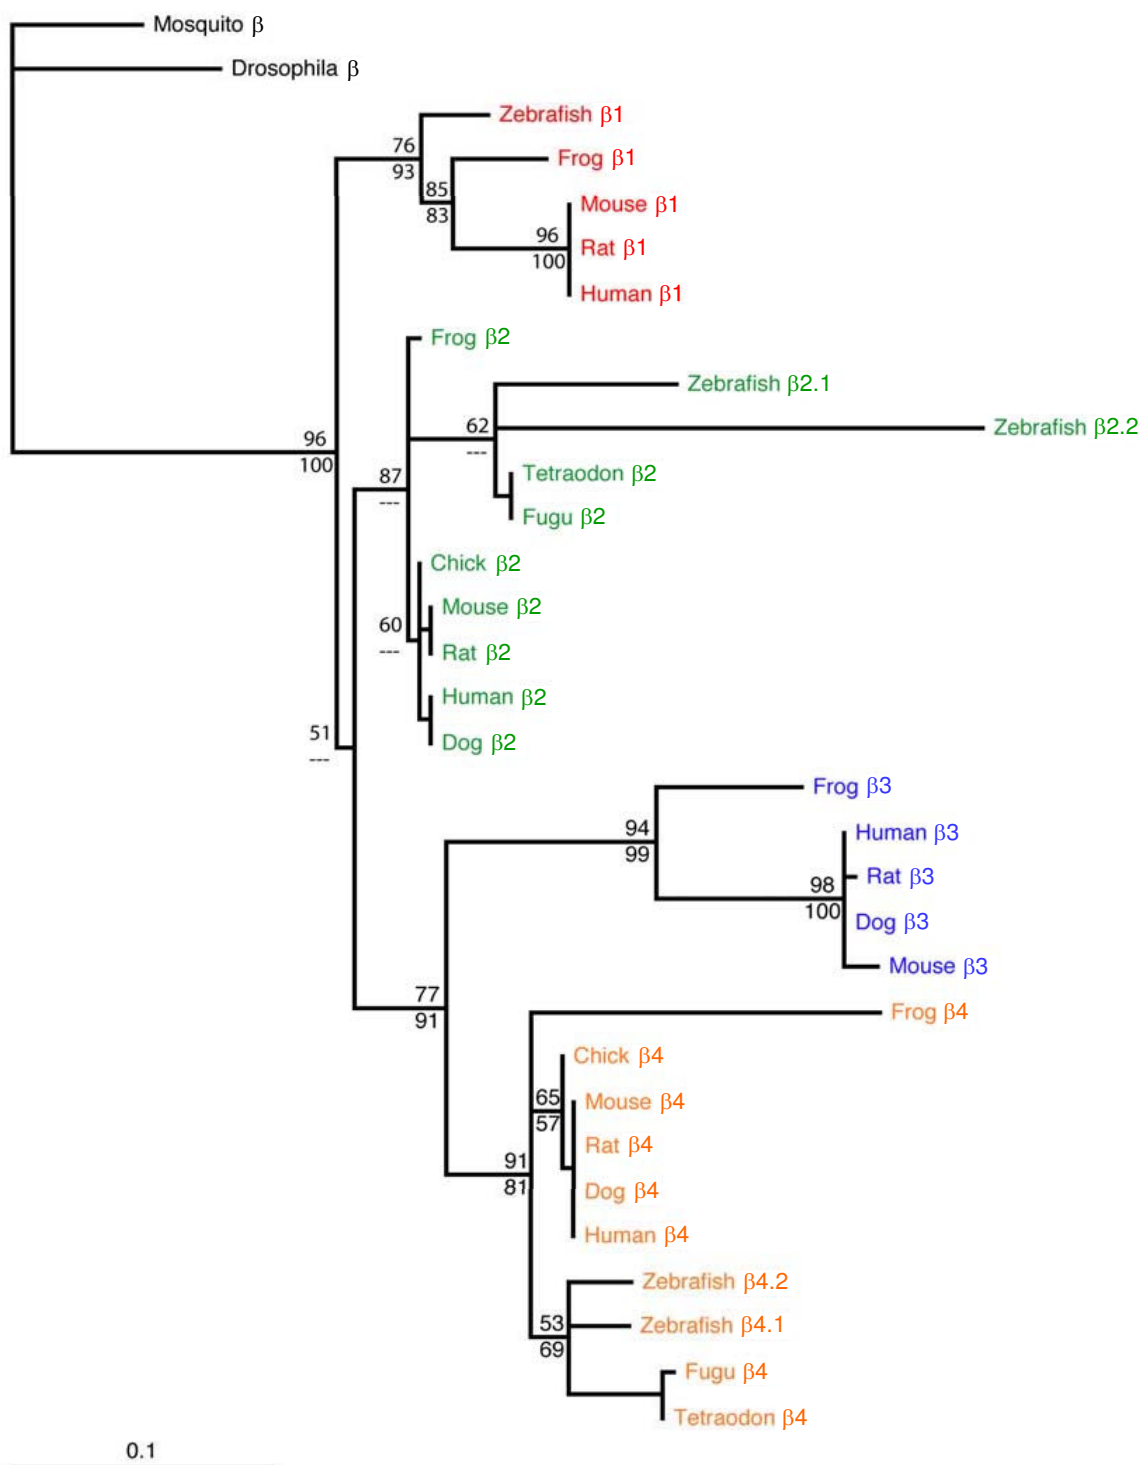 Mosquito β
Drosophila β
Zebrafish β1
76
93
Frog β1
85
83
Mouse β1
96
100
Rat β1
Human β1
Frog β2
Zebrafish β2.1
62
---
Zebrafish β2.2
96
100
87
---
Tetraodon β2
Fugu β2
Chick β2
Mouse β2
60
---
Rat β2
Human β2
51
---
Dog β2
Frog β3
94
99
Human β3
98
100
Rat β3
Dog β3
Mouse β3
77
91
Frog β4
Chick β4
65
57
Mouse β4
Rat β4
91
81
Dog β4
Human β4
Zebrafish β4.2
53
69
Zebrafish β4.1
Fugu β4
Tetraodon β4
0.1